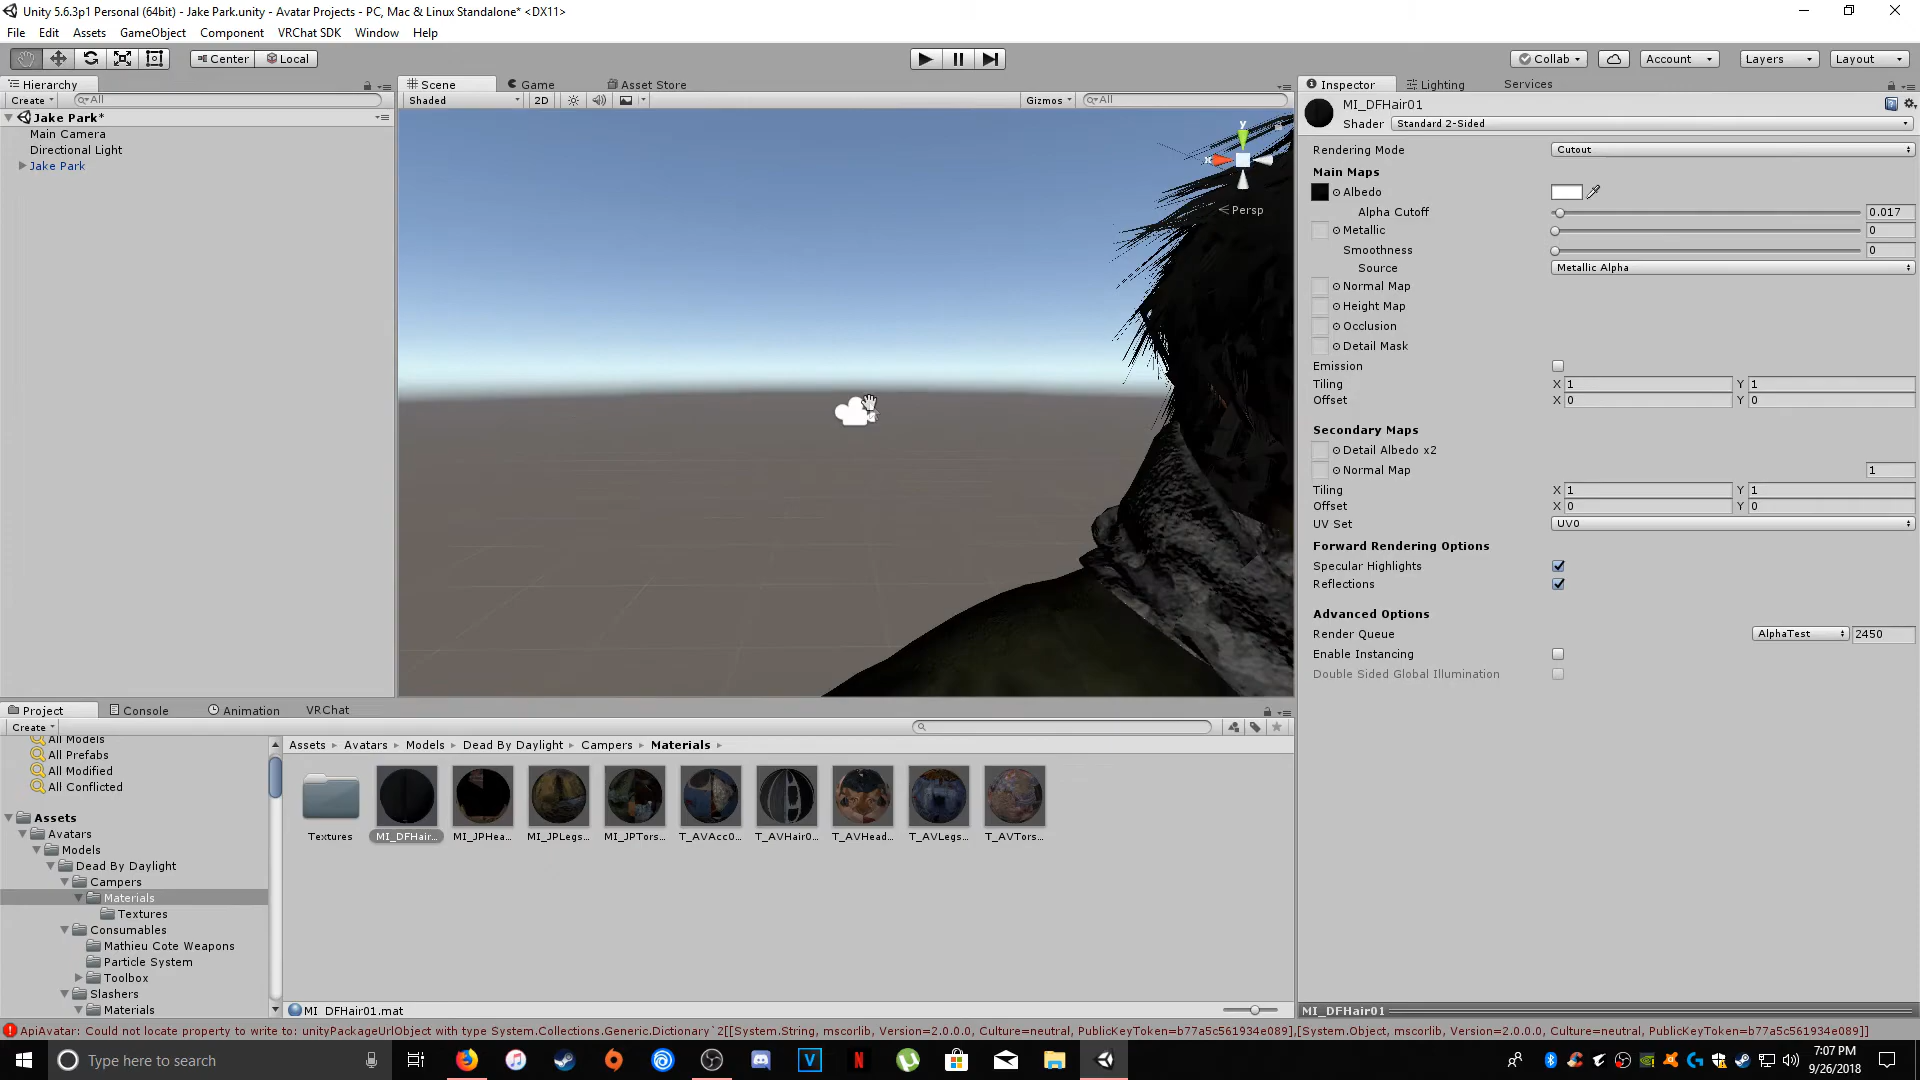 Unity 5.6.3p1 Personal (64bit) - Jake Park.unity - Avatar Projects - PC, Mac & Linux Standalone* <DX11>
File Edit Assets GameObject Component VRChat SDK Window Help
Center Local Collab Account Layers Layout
Hierarchy
Create All
Jake Park*
Main Camera
Directional Light
Jake Park
Scene Game Asset Store
Shaded 2D Gizmos All
y
x
Persp
Inspector Lighting Services
MI_DFHair01
Shader Standard 2-Sided
Rendering Mode Cutout
Main Maps
Albedo
Alpha Cutoff 0.017
Metallic 0
Smoothness 0
Source Metallic Alpha
Normal Map
Height Map
Occlusion
Detail Mask
Emission
Tiling X 1 Y 1
Offset X 0 Y 0
Secondary Maps
Detail Albedo x2
Normal Map 1
Tiling X 1 Y 1
Offset X 0 Y 0
UV Set UV0
Forward Rendering Options
Specular Highlights
Reflections
Advanced Options
Render Queue AlphaTest 2450
Enable Instancing
Double Sided Global Illumination
MI_DFHair01
Project Console Animation VRChat
Create
All Models
All Prefabs
All Modified
All Conflicted
Assets
Avatars
Models
Dead By Daylight
Campers
Materials
Textures
Consumables
Mathieu Cote Weapons
Particle System
Toolbox
Slashers
Materials
Assets Avatars Models Dead By Daylight Campers Materials
Textures MI_DFHair... MI_JPHea... MI_JPLegs... MI_JPTors... T_AVAcc0... T_AVHair0... T_AVHead... T_AVLegs... T_AVTors...
MI_DFHair01.mat
ApiAvatar: Could not locate property to write to: unityPackageUrlObject with type System.Collections.Generic.Dictionary`2[[System.String, mscorlib, Version=2.0.0.0, Culture=neutral, PublicKeyToken=b77a5c561934e089],[System.Object, mscorlib, Version=2.0.0.0, Culture=neutral, PublicKeyToken=b77a5c561934e089]]
Type here to search
7:07 PM
9/26/2018